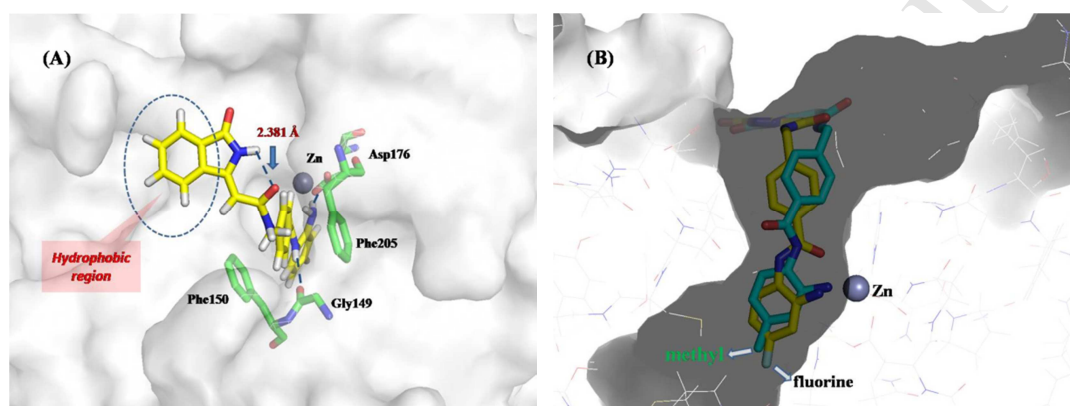 (A)
2.381 Å
Zn
Asp176
Hydrophobic
region
Phe205
Phe150
Gly149
(B)
Zn
methyl
fluorine